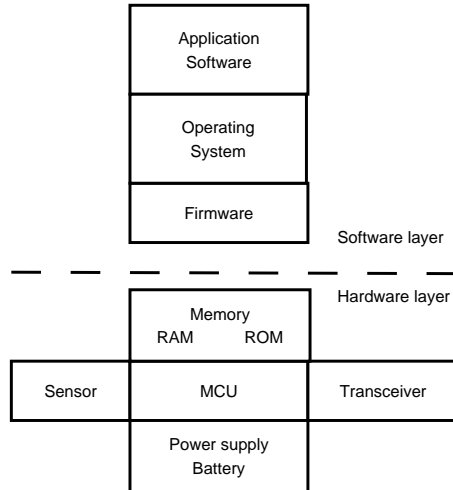 Application
Software
Operating
System
Firmware
Software layer
Hardware layer
Memory
RAM ROM
Sensor MCU Transceiver
Power supply
Battery